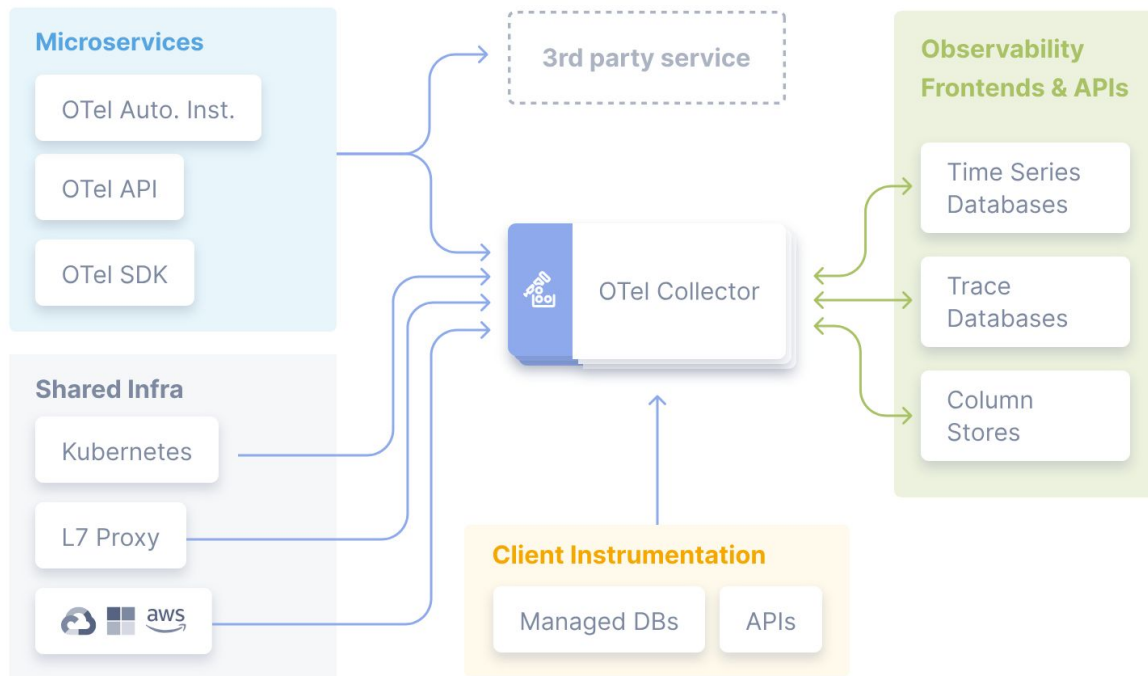 Microservices
OTel Auto. Inst.
OTel API
OTel SDK
Shared Infra
Kubernetes
L7 Proxy
aws
3rd party service
OTel Collector
Client Instrumentation
Managed DBs
APIs
Observability
Frontends & APIs
Time Series
Databases
Trace
Databases
Column
Stores